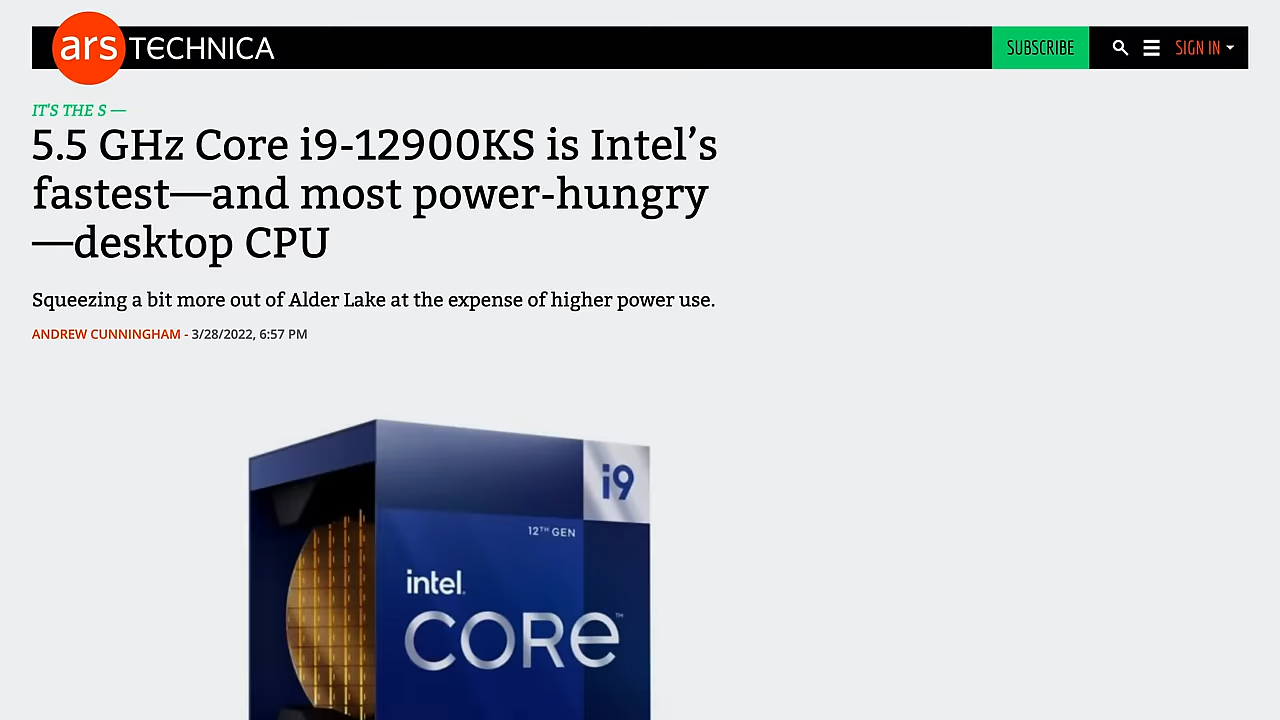 ars TECHNICA
SUBSCRIBE
SIGN IN
IT'S THE S —
5.5 GHz Core i9-12900KS is Intel’s
fastest—and most power-hungry
—desktop CPU
Squeezing a bit more out of Alder Lake at the expense of higher power use.
ANDREW CUNNINGHAM - 3/28/2022, 6:57 PM
i9
12TH GEN
intel.
CORE™